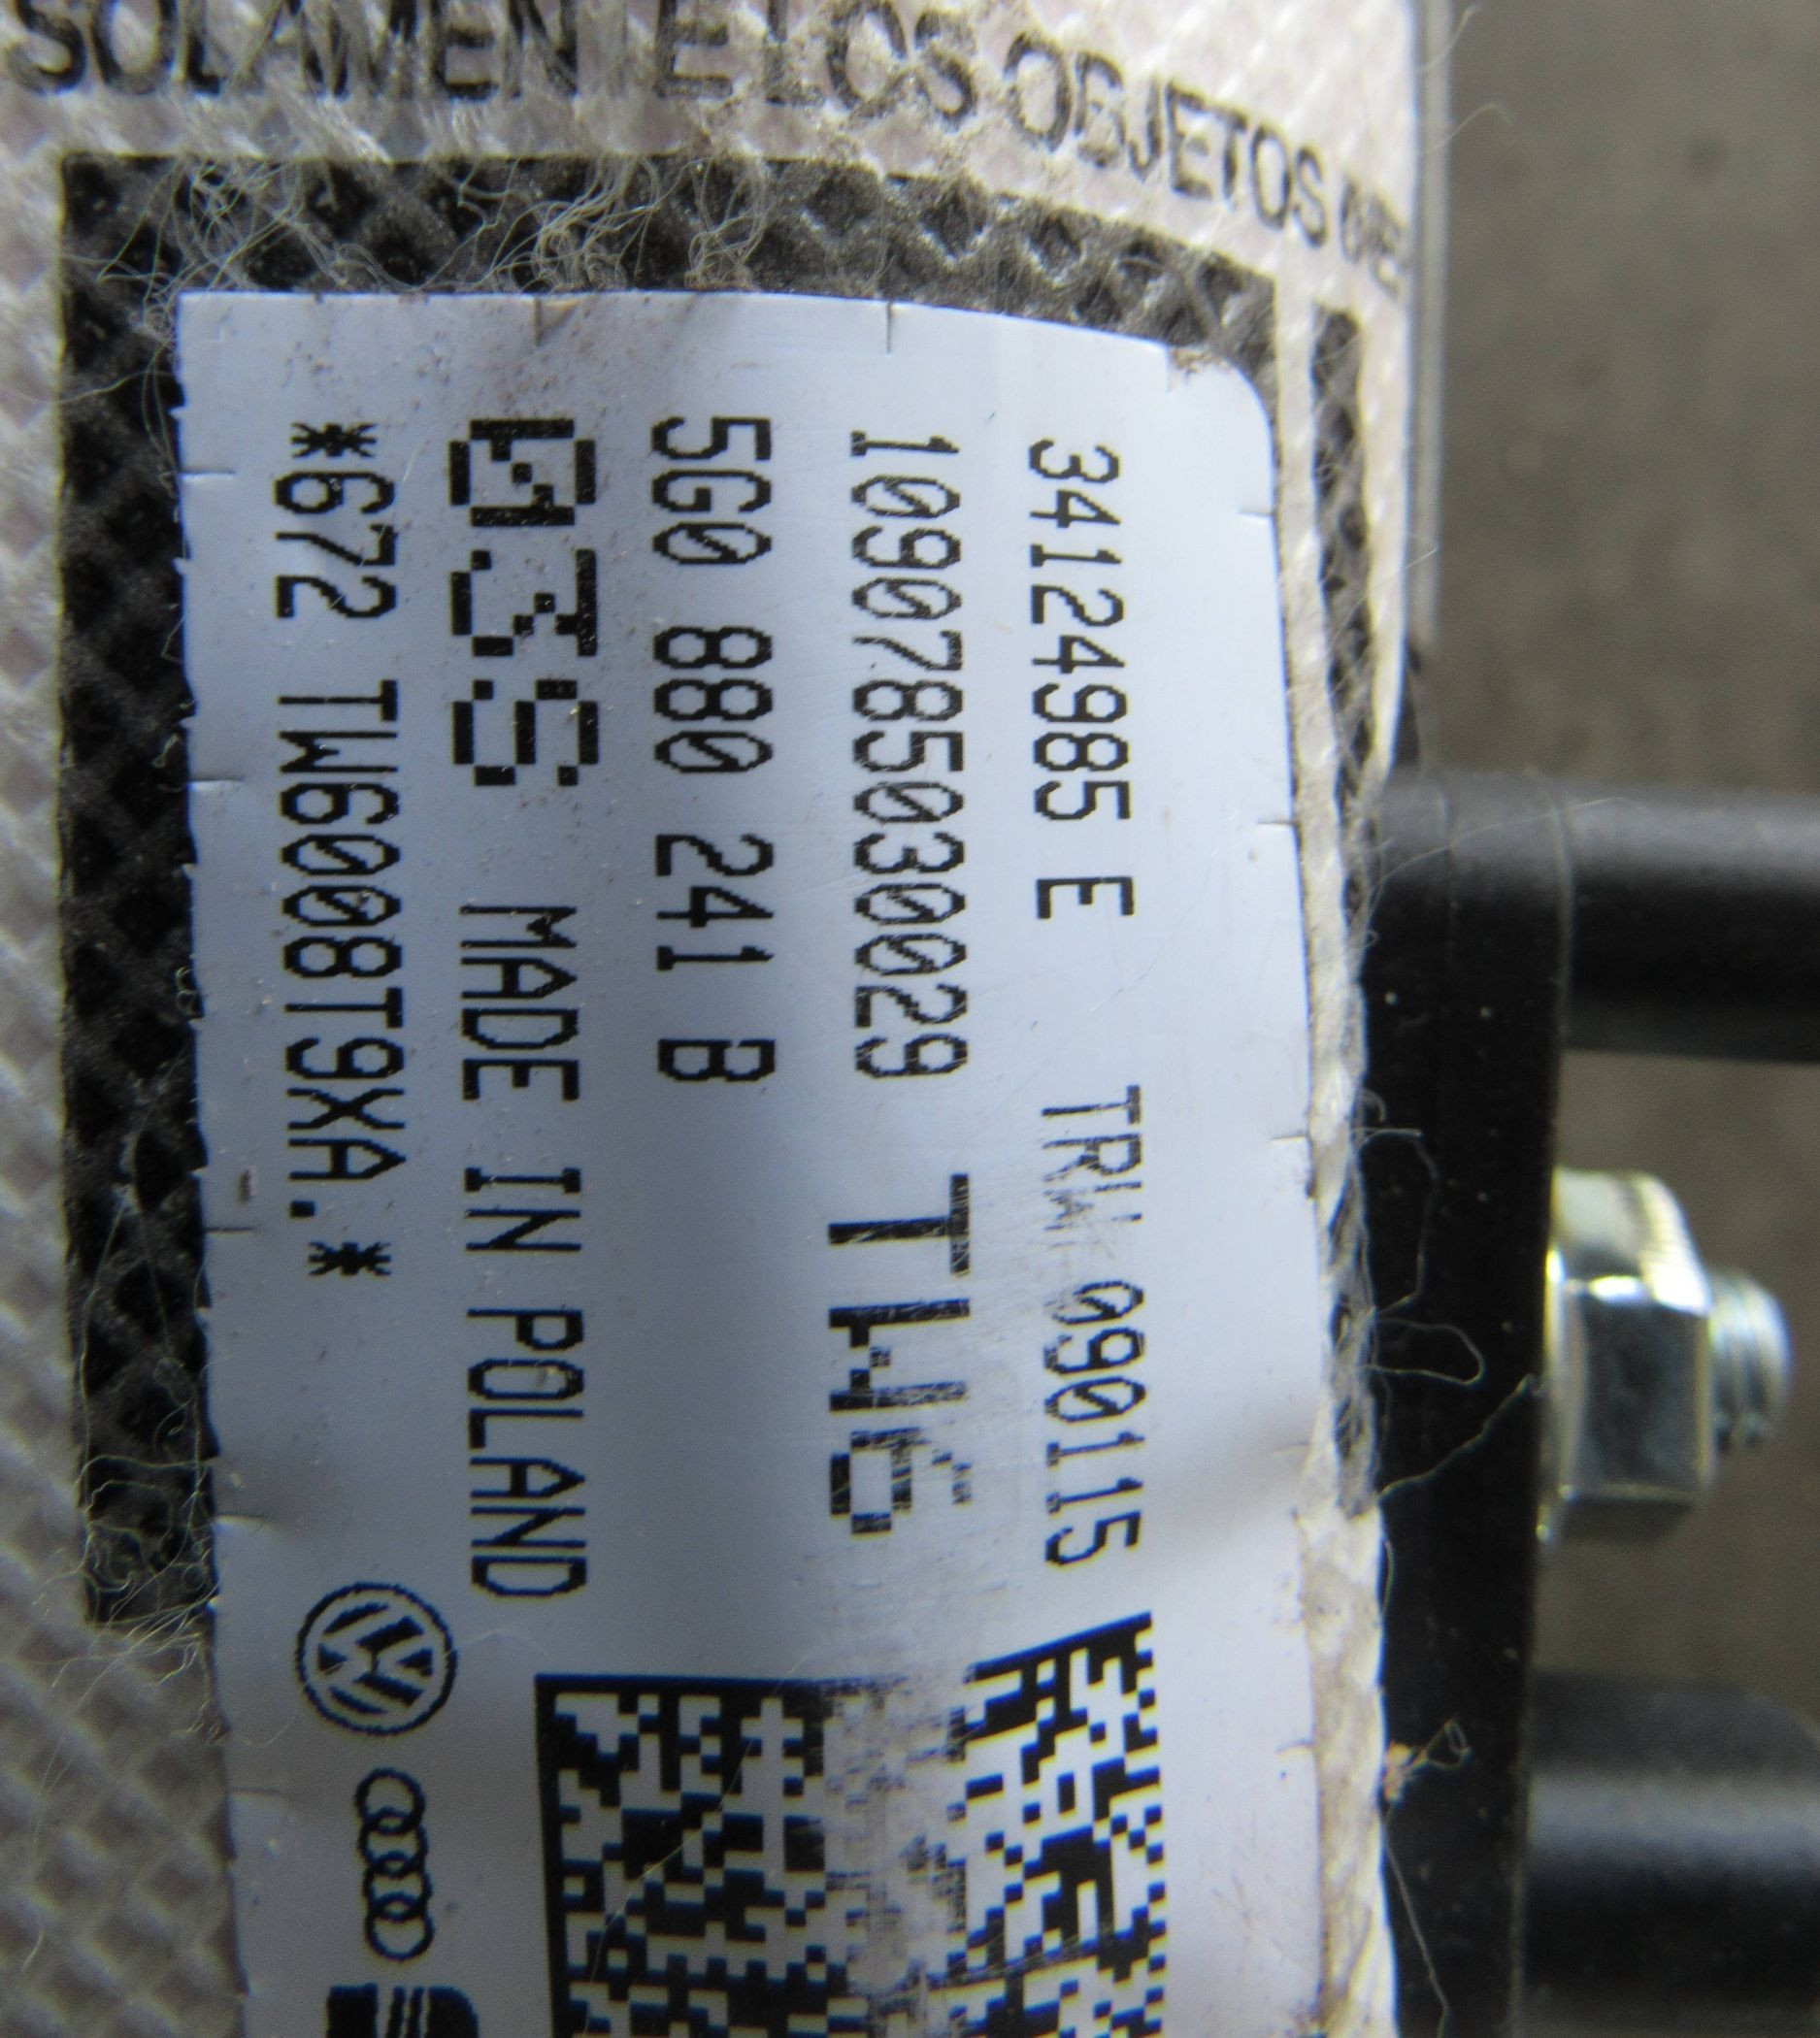 SOLAMENTE LOS OBJETOS
34124985 E TRW 090115
1090785030029 TW6
5G0 880 241 B
03S MADE IN POLAND
*672 TW6008T9XA.*